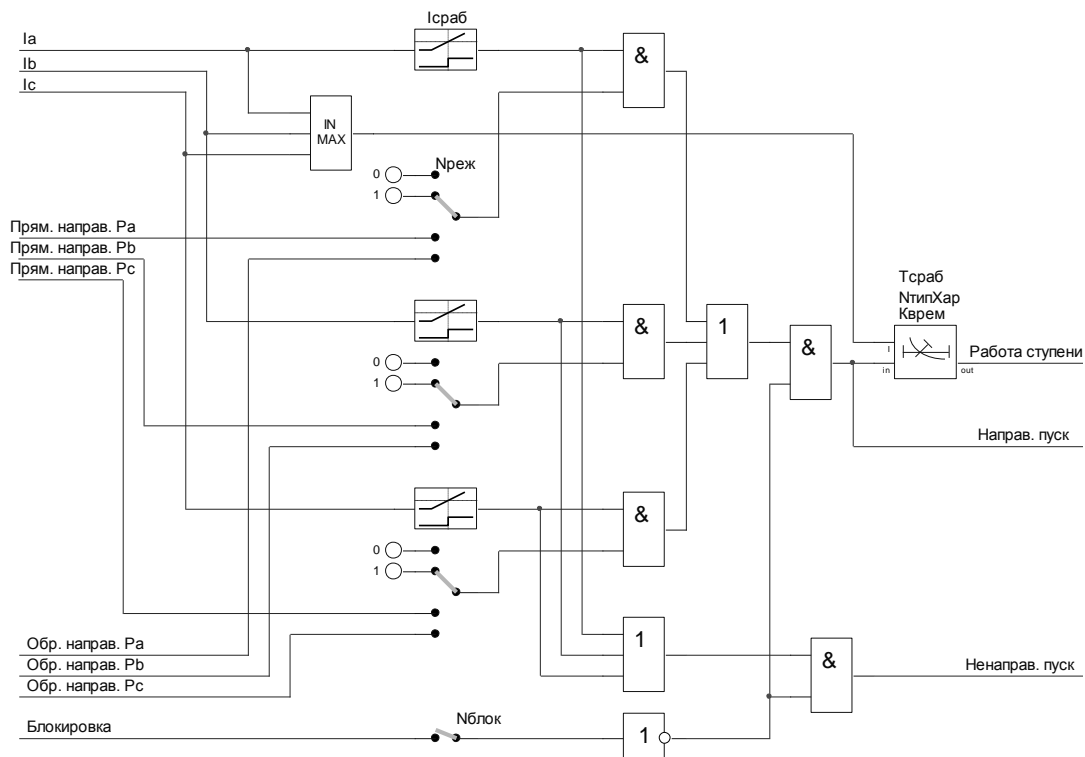 Iсраб
Ia
Ib
Ic
&
IN
MAX
Nреж
0
1
Прям. направ. Pa
Прям. направ. Pb
Прям. направ. Pc
Tсраб
NтипХар
Kврем
&
1
&
I
in
out
Работа ступени
0
1
Направ. пуск
&
0
1
1
&
Обр. направ. Pa
Обр. направ. Pb
Обр. направ. Pc
Ненаправ. пуск
Блокировка
Nблок
1